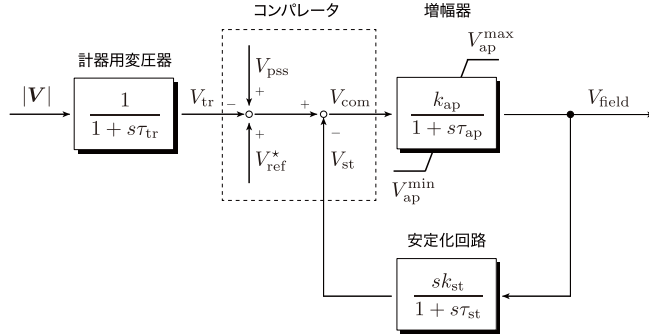 コンパレータ
増幅器
計器用変圧器
V_pss
V_ap^max
|V|
1 / (1 + sτ_tr)
V_tr
−
+
+
V_ref^⋆
+
−
V_com
V_st
k_ap / (1 + sτ_ap)
V_ap^min
V_field
安定化回路
sk_st / (1 + sτ_st)